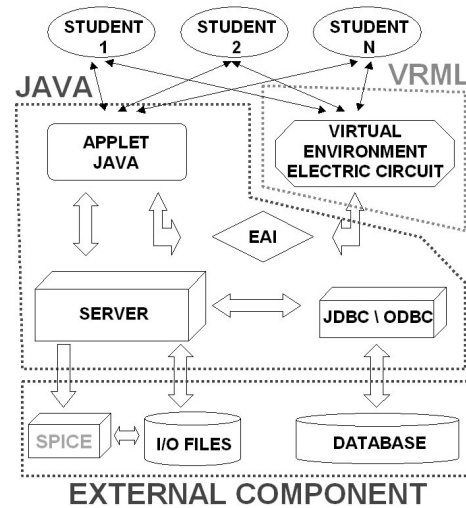 STUDENT
1
STUDENT
2
STUDENT
N
JAVA
VRML
APPLET
JAVA
VIRTUAL
ENVIRONMENT
ELECTRIC CIRCUIT
EAI
SERVER
JDBC \ ODBC
SPICE
I/O FILES
DATABASE
EXTERNAL COMPONENT